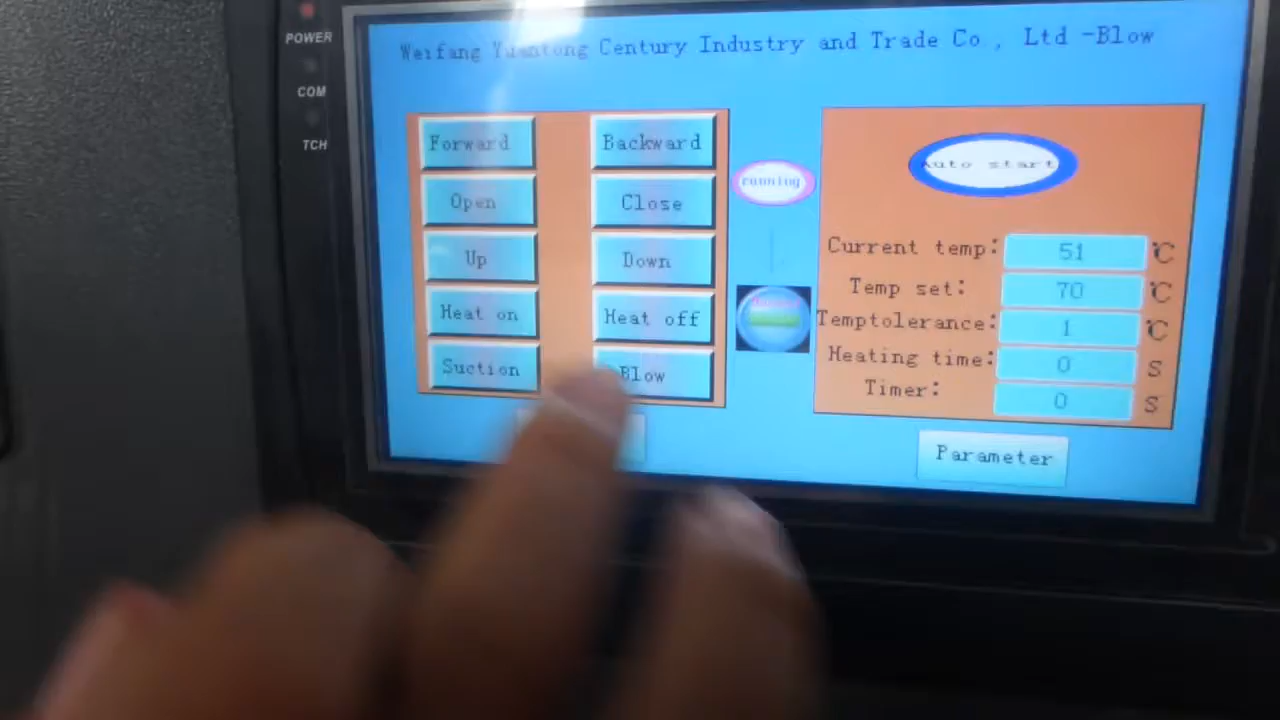 POWER
COM
TCH
Weifang Yuantong Century Industry and Trade Co., Ltd -Blow
Forward
Backward
Open
Close
Up
Down
Heat on
Heat off
Suction
Blow
running
Auto start
Current temp: 51 ℃
Temp set: 70 ℃
Temptolerance: 1 ℃
Heating time: 0 S
Timer: 0 S
Parameter